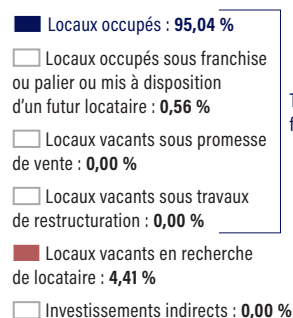 Locaux occupés : 95,04 %
Locaux occupés sous franchise
ou palier ou mis à disposition
d'un futur locataire : 0,56 %
Locaux vacants sous promesse
de vente : 0,00 %
Locaux vacants sous travaux
de restructuration : 0,00 %
Locaux vacants en recherche
de locataire : 4,41 %
Investissements indirects : 0,00 %